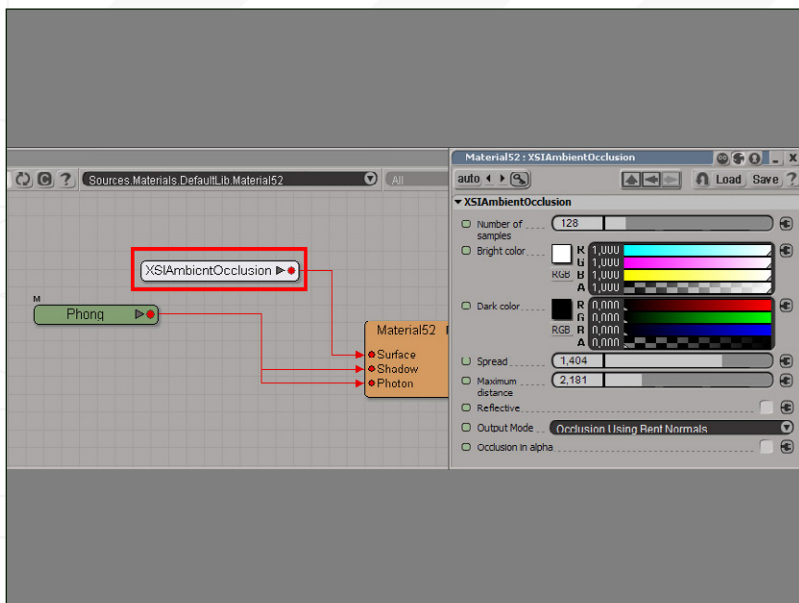 Material52 : XSIAmbientOcclusion
C ? Sources.Materials.DefaultLib.Material52 All
auto Load Save ?
XSIAmbientOcclusion
Number of samples 128
Bright color R 1,000
G 1,000
RGB B 1,000
A 1,000
Dark color R 0,000
G 0,000
RGB B 0,000
A 0,000
Spread 1,404
Maximum distance 2,181
Reflective
Output Mode Occlusion Using Bent Normals
Occlusion in alpha
XSIAmbientOcclusion
M
Phong
Material52
Surface
Shadow
Photon